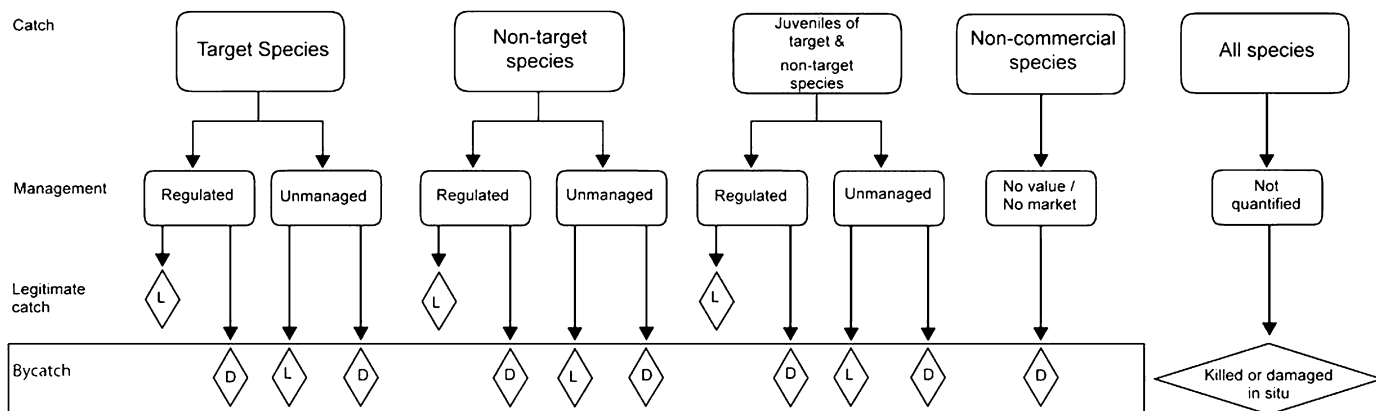 Catch
Target Species
Non-target
species
Juveniles of
target &
non-target
species
Non-commercial
species
All species
Management
Regulated
Unmanaged
Regulated
Unmanaged
Regulated
Unmanaged
No value /
No market
Not
quantified
Legitimate
catch
L
L
L
Bycatch
D
L
D
D
L
D
D
L
D
D
Killed or damaged
in situ